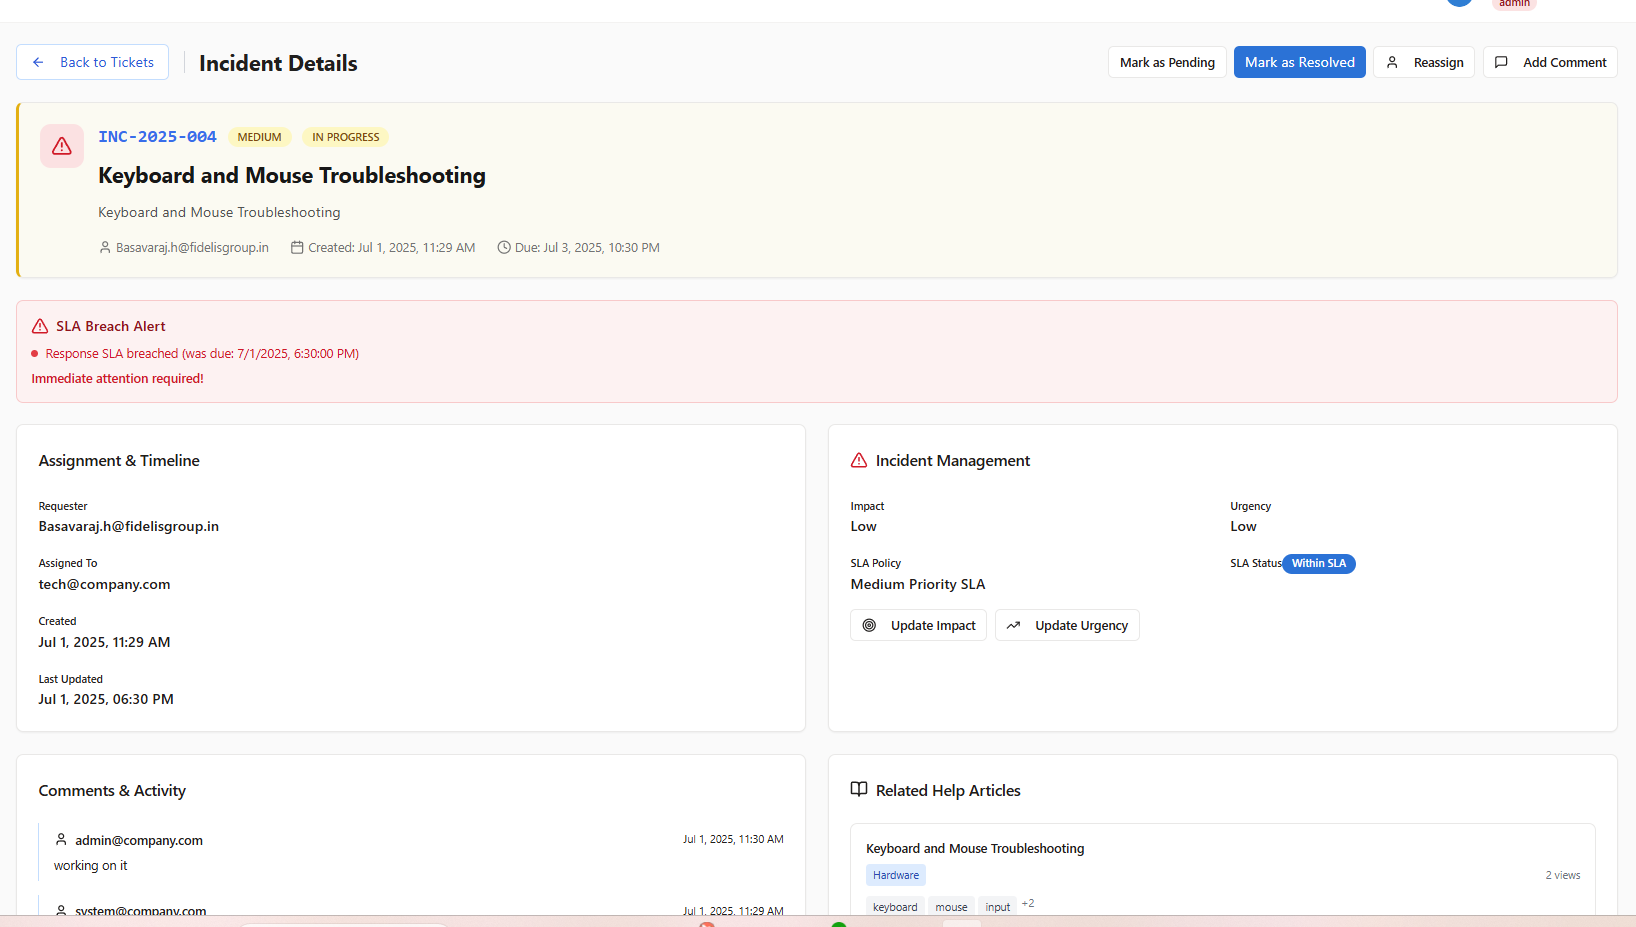 admin
Back to Tickets
Incident Details
Mark as Pending
Mark as Resolved
Reassign
Add Comment
INC-2025-004 MEDIUM IN PROGRESS
Keyboard and Mouse Troubleshooting
Keyboard and Mouse Troubleshooting
Basavaraj.h@fidelisgroup.in Created: Jul 1, 2025, 11:29 AM Due: Jul 3, 2025, 10:30 PM
SLA Breach Alert
Response SLA breached (was due: 7/1/2025, 6:30:00 PM)
Immediate attention required!
Assignment & Timeline
Requester
Basavaraj.h@fidelisgroup.in
Assigned To
tech@company.com
Created
Jul 1, 2025, 11:29 AM
Last Updated
Jul 1, 2025, 06:30 PM
Incident Management
Impact
Low
Urgency
Low
SLA Policy
Medium Priority SLA
SLA Status Within SLA
Update Impact
Update Urgency
Comments & Activity
admin@company.com Jul 1, 2025, 11:30 AM
working on it
system@company.com Jul 1, 2025, 11:29 AM
Related Help Articles
Keyboard and Mouse Troubleshooting
Hardware 2 views
keyboard mouse input +2